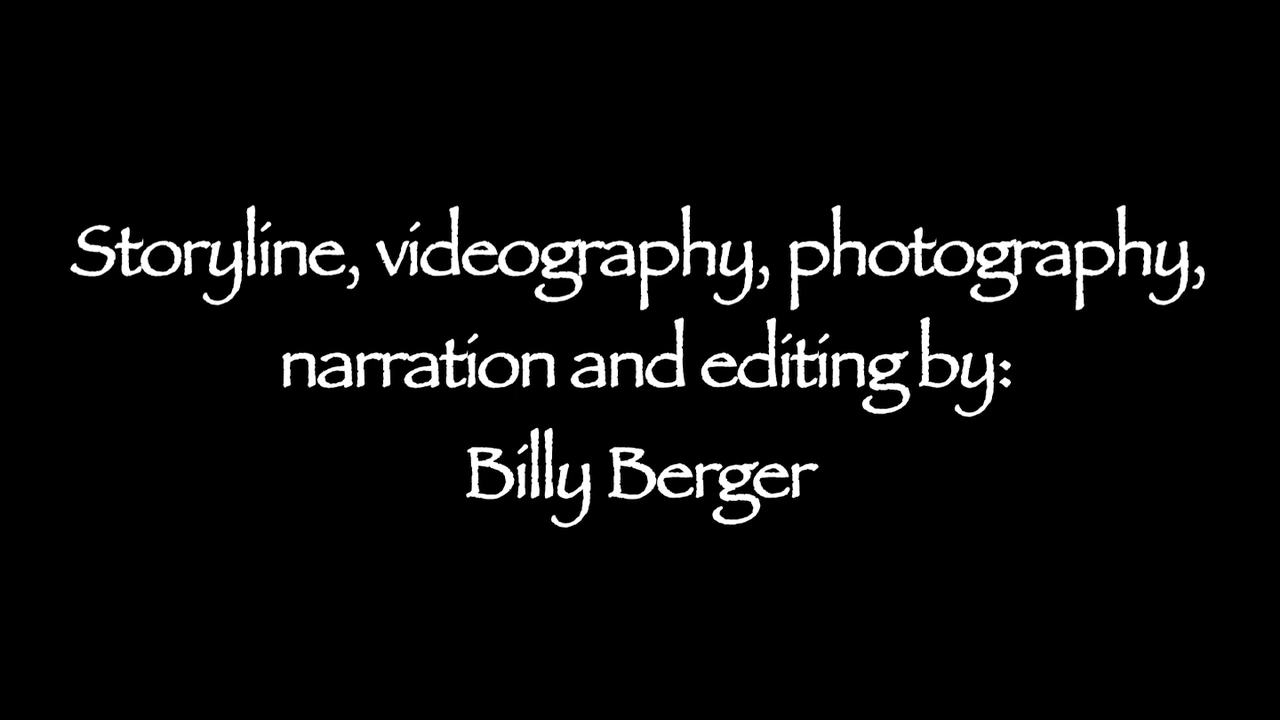 Storyline, videography, photography,
narration and editing by:
Billy Berger